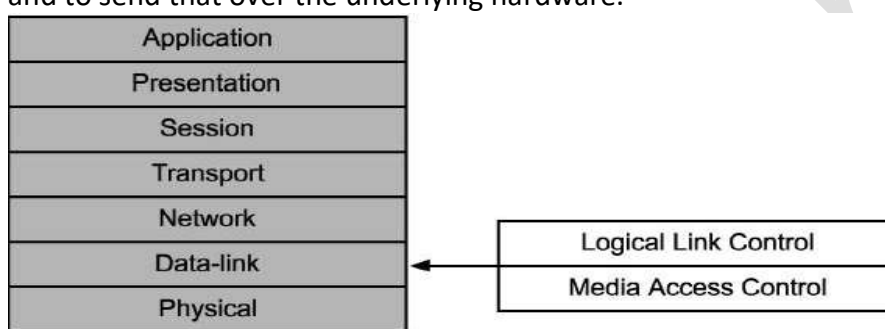 and to send that over the underlying hardware.
Application
Presentation
Session
Transport
Network
Data-link
Physical
Logical Link Control
Media Access Control